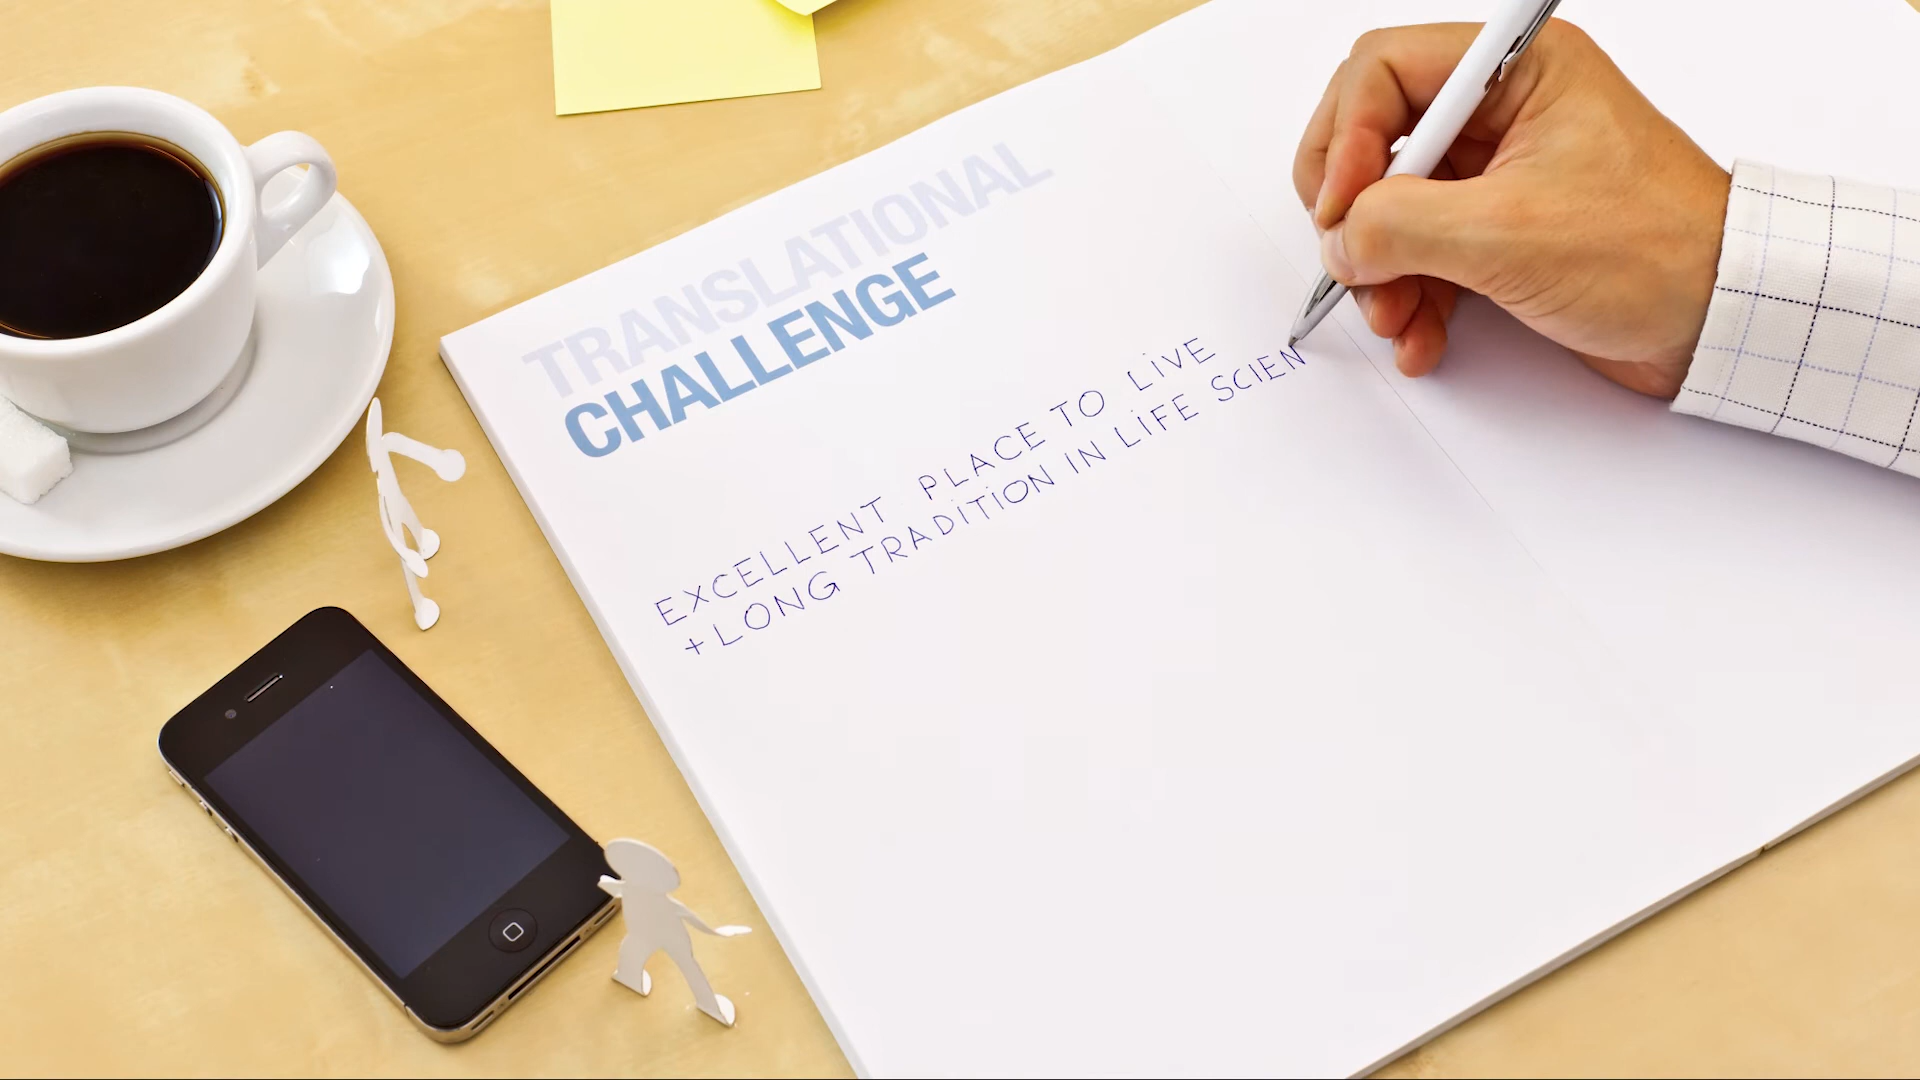 TRANSLATIONAL
CHALLENGE
EXCELLENT PLACE TO LIVE
+ LONG TRADITION IN LIFE SCIEN